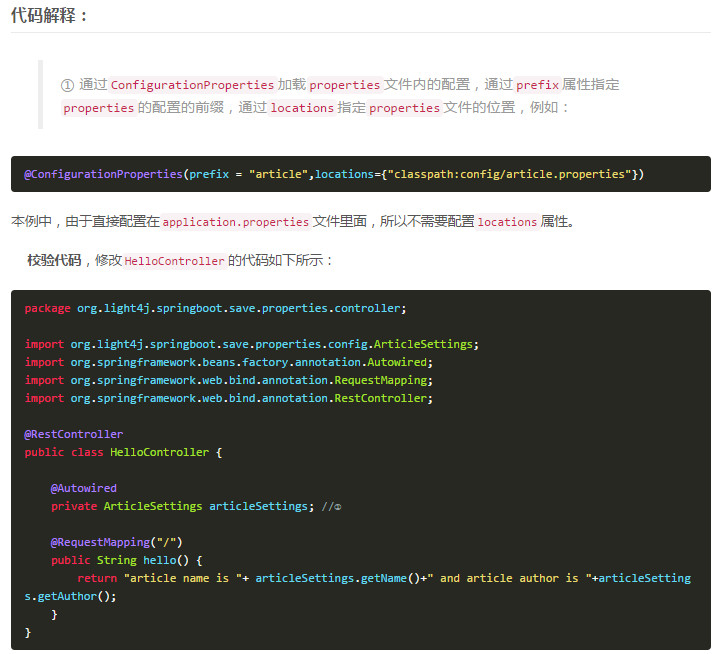 代码解释：
① 通过 ConfigurationProperties 加载 properties 文件内的配置，通过 prefix 属性指定
properties 的配置的前缀，通过 locations 指定 properties 文件的位置，例如：
@ConfigurationProperties(prefix = "article",locations={"classpath:config/article.properties"})
本例中，由于直接配置在 application.properties 文件里面，所以不需要配置 locations 属性。
校验代码，修改 HelloController 的代码如下所示：
package org.light4j.springboot.save.properties.controller;
import org.light4j.springboot.save.properties.config.ArticleSettings;
import org.springframework.beans.factory.annotation.Autowired;
import org.springframework.web.bind.annotation.RequestMapping;
import org.springframework.web.bind.annotation.RestController;
@RestController
public class HelloController {
@Autowired
private ArticleSettings articleSettings; //①
@RequestMapping("/")
public String hello() {
return "article name is "+ articleSettings.getName()+" and article author is "+articleSetting
s.getAuthor();
}
}